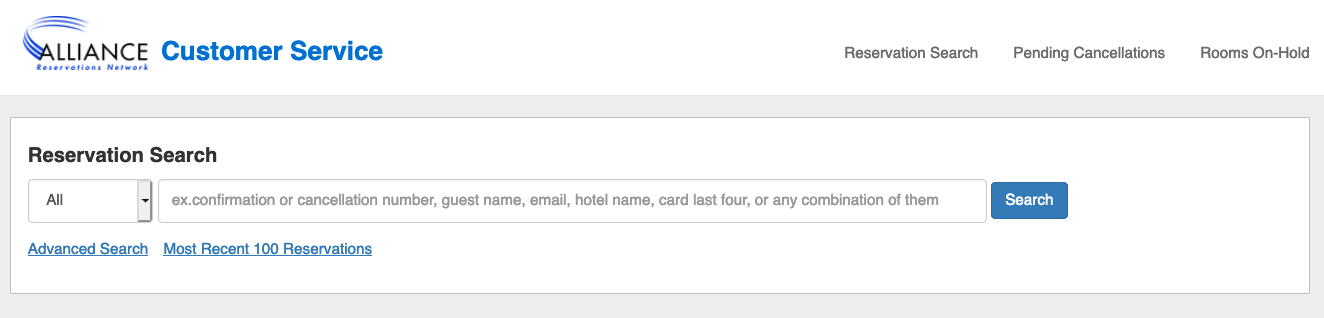 ALLIANCE
Reservations Network
Customer Service
Reservation Search
Pending Cancellations
Rooms On-Hold
Reservation Search
All
ex.confirmation or cancellation number, guest name, email, hotel name, card last four, or any combination of them
Search
Advanced Search
Most Recent 100 Reservations